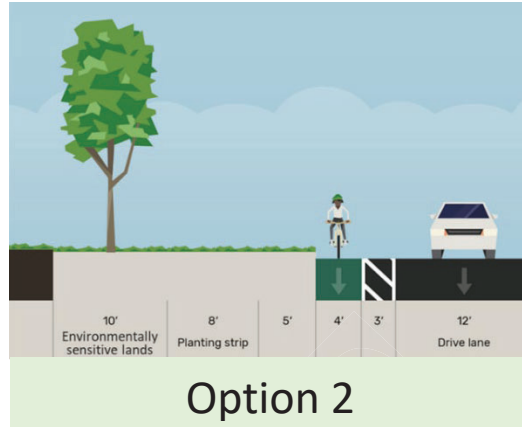 10' 8' 5' 4' 3' 12'
Environmentally
sensitive lands
Planting strip
Drive lane
Option 2